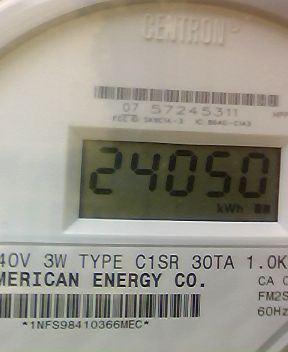 CENTRON
07 57245311
24050
kWh
40V 3W TYPE C1SR 30TA 1.0K
MERICAN ENERGY CO.
CA 0
FM2S
60Hz
*1NFS98410366MEC*